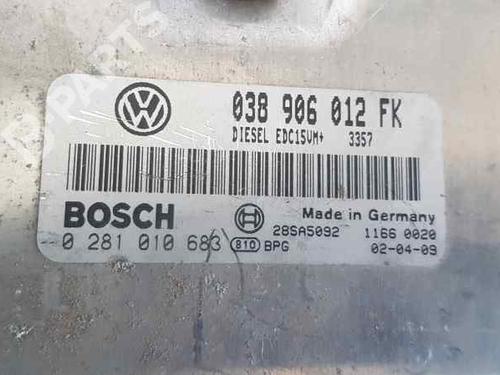 B PARTS
038 906 012 FK
DIESEL EDC15VM+ 3357
BOSCH
0 281 010 683
810 BPG
28SA5092
Made in Germany
1166 0020
02-04-09